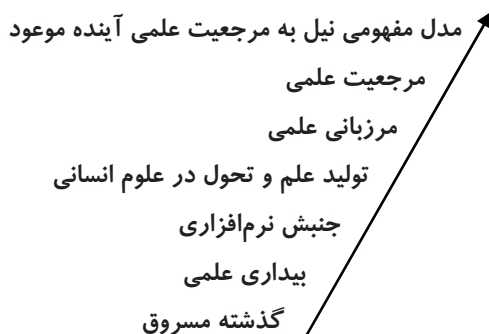 مدل مفهومی نیل به مرجعیت علمی آینده موعود
مرجعیت علمی
مرزبانی علمی
تولید علم و تحول در علوم انسانی
جنبش نرم‌افزاری
بیداری علمی
گذشته مسروق